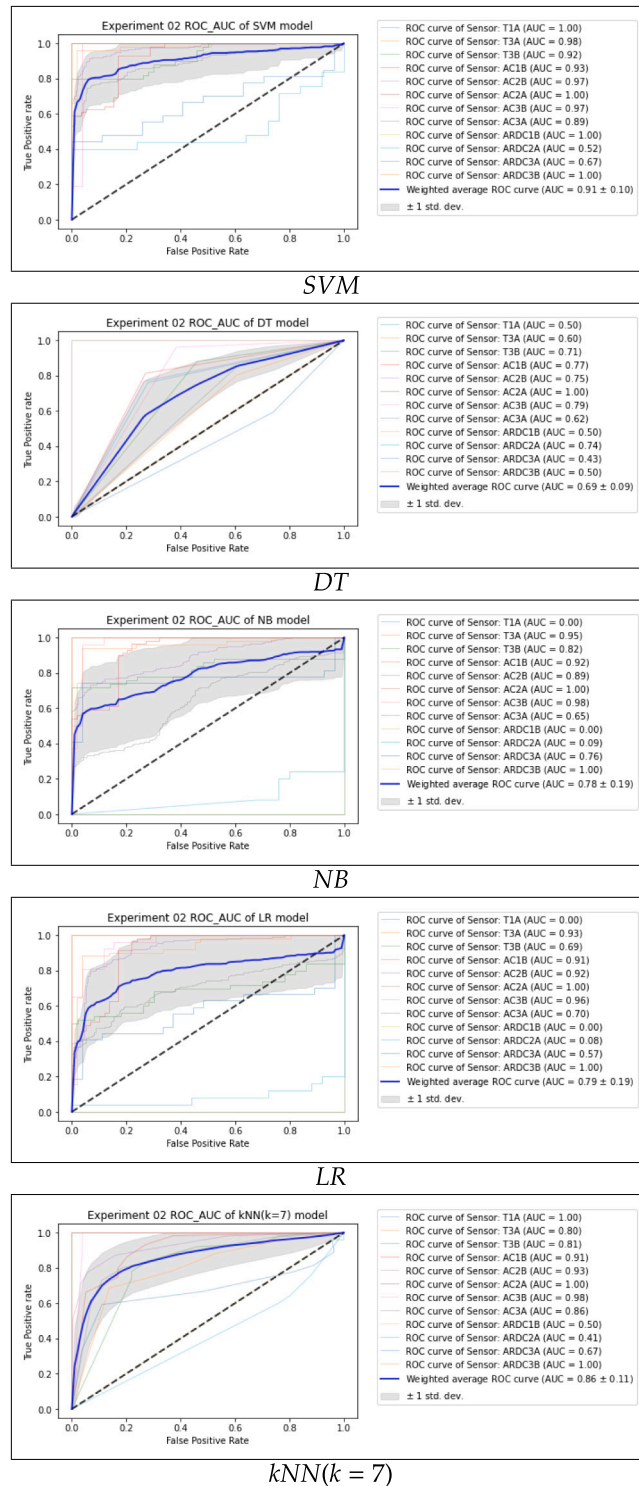 Experiment 02 ROC_AUC of SVM model
True Positive rate
1.0
0.8
0.6
0.4
0.2
0.0
0.0 0.2 0.4 0.6 0.8 1.0
False Positive Rate
ROC curve of Sensor: T1A (AUC = 1.00)
ROC curve of Sensor: T3A (AUC = 0.98)
ROC curve of Sensor: T3B (AUC = 0.92)
ROC curve of Sensor: AC1B (AUC = 0.93)
ROC curve of Sensor: AC2B (AUC = 0.97)
ROC curve of Sensor: AC2A (AUC = 1.00)
ROC curve of Sensor: AC3B (AUC = 0.97)
ROC curve of Sensor: AC3A (AUC = 0.89)
ROC curve of Sensor: ARDC1B (AUC = 1.00)
ROC curve of Sensor: ARDC2A (AUC = 0.52)
ROC curve of Sensor: ARDC3A (AUC = 0.67)
ROC curve of Sensor: ARDC3B (AUC = 1.00)
Weighted average ROC curve (AUC = 0.91 ± 0.10)
± 1 std. dev.
SVM
Experiment 02 ROC_AUC of DT model
True Positive rate
1.0
0.8
0.6
0.4
0.2
0.0
0.0 0.2 0.4 0.6 0.8 1.0
False Positive Rate
ROC curve of Sensor: T1A (AUC = 0.50)
ROC curve of Sensor: T3A (AUC = 0.60)
ROC curve of Sensor: T3B (AUC = 0.71)
ROC curve of Sensor: AC1B (AUC = 0.77)
ROC curve of Sensor: AC2B (AUC = 0.75)
ROC curve of Sensor: AC2A (AUC = 1.00)
ROC curve of Sensor: AC3B (AUC = 0.79)
ROC curve of Sensor: AC3A (AUC = 0.62)
ROC curve of Sensor: ARDC1B (AUC = 0.50)
ROC curve of Sensor: ARDC2A (AUC = 0.74)
ROC curve of Sensor: ARDC3A (AUC = 0.43)
ROC curve of Sensor: ARDC3B (AUC = 0.50)
Weighted average ROC curve (AUC = 0.69 ± 0.09)
± 1 std. dev.
DT
Experiment 02 ROC_AUC of NB model
True Positive rate
1.0
0.8
0.6
0.4
0.2
0.0
0.0 0.2 0.4 0.6 0.8 1.0
False Positive Rate
ROC curve of Sensor: T1A (AUC = 0.00)
ROC curve of Sensor: T3A (AUC = 0.95)
ROC curve of Sensor: T3B (AUC = 0.82)
ROC curve of Sensor: AC1B (AUC = 0.92)
ROC curve of Sensor: AC2B (AUC = 0.89)
ROC curve of Sensor: AC2A (AUC = 1.00)
ROC curve of Sensor: AC3B (AUC = 0.98)
ROC curve of Sensor: AC3A (AUC = 0.65)
ROC curve of Sensor: ARDC1B (AUC = 0.00)
ROC curve of Sensor: ARDC2A (AUC = 0.09)
ROC curve of Sensor: ARDC3A (AUC = 0.76)
ROC curve of Sensor: ARDC3B (AUC = 1.00)
Weighted average ROC curve (AUC = 0.78 ± 0.19)
± 1 std. dev.
NB
Experiment 02 ROC_AUC of LR model
True Positive rate
1.0
0.8
0.6
0.4
0.2
0.0
0.0 0.2 0.4 0.6 0.8 1.0
False Positive Rate
ROC curve of Sensor: T1A (AUC = 0.00)
ROC curve of Sensor: T3A (AUC = 0.93)
ROC curve of Sensor: T3B (AUC = 0.69)
ROC curve of Sensor: AC1B (AUC = 0.91)
ROC curve of Sensor: AC2B (AUC = 0.92)
ROC curve of Sensor: AC2A (AUC = 1.00)
ROC curve of Sensor: AC3B (AUC = 0.96)
ROC curve of Sensor: AC3A (AUC = 0.70)
ROC curve of Sensor: ARDC1B (AUC = 0.00)
ROC curve of Sensor: ARDC2A (AUC = 0.08)
ROC curve of Sensor: ARDC3A (AUC = 0.57)
ROC curve of Sensor: ARDC3B (AUC = 1.00)
Weighted average ROC curve (AUC = 0.79 ± 0.19)
± 1 std. dev.
LR
Experiment 02 ROC_AUC of kNN(k=7) model
True Positive rate
1.0
0.8
0.6
0.4
0.2
0.0
0.0 0.2 0.4 0.6 0.8 1.0
False Positive Rate
ROC curve of Sensor: T1A (AUC = 1.00)
ROC curve of Sensor: T3A (AUC = 0.80)
ROC curve of Sensor: T3B (AUC = 0.81)
ROC curve of Sensor: AC1B (AUC = 0.91)
ROC curve of Sensor: AC2B (AUC = 0.93)
ROC curve of Sensor: AC2A (AUC = 1.00)
ROC curve of Sensor: AC3B (AUC = 0.98)
ROC curve of Sensor: AC3A (AUC = 0.86)
ROC curve of Sensor: ARDC1B (AUC = 0.50)
ROC curve of Sensor: ARDC2A (AUC = 0.41)
ROC curve of Sensor: ARDC3A (AUC = 0.67)
ROC curve of Sensor: ARDC3B (AUC = 1.00)
Weighted average ROC curve (AUC = 0.86 ± 0.11)
± 1 std. dev.
kNN(k = 7)